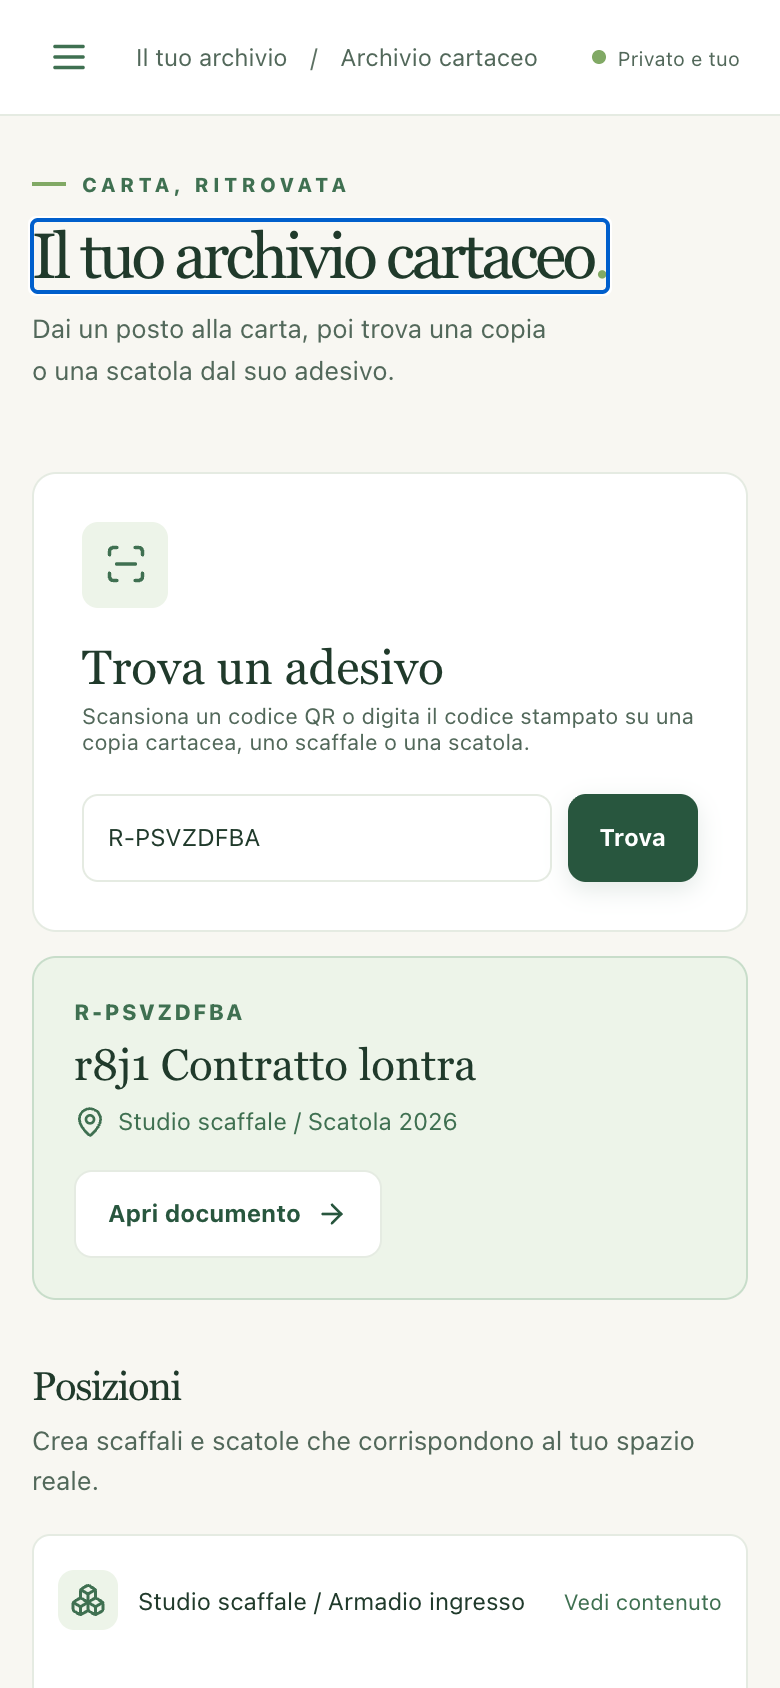 Il tuo archivio / Archivio cartaceo
Privato e tuo
CARTA, RITROVATA
Il tuo archivio cartaceo.
Dai un posto alla carta, poi trova una copia
o una scatola dal suo adesivo.
Trova un adesivo
Scansiona un codice QR o digita il codice stampato su una
copia cartacea, uno scaffale o una scatola.
R-PSVZDFBA
Trova
R-PSVZDFBA
r8j1 Contratto lontra
Studio scaffale / Scatola 2026
Apri documento
Posizioni
Crea scaffali e scatole che corrispondono al tuo spazio
reale.
Studio scaffale / Armadio ingresso
Vedi contenuto